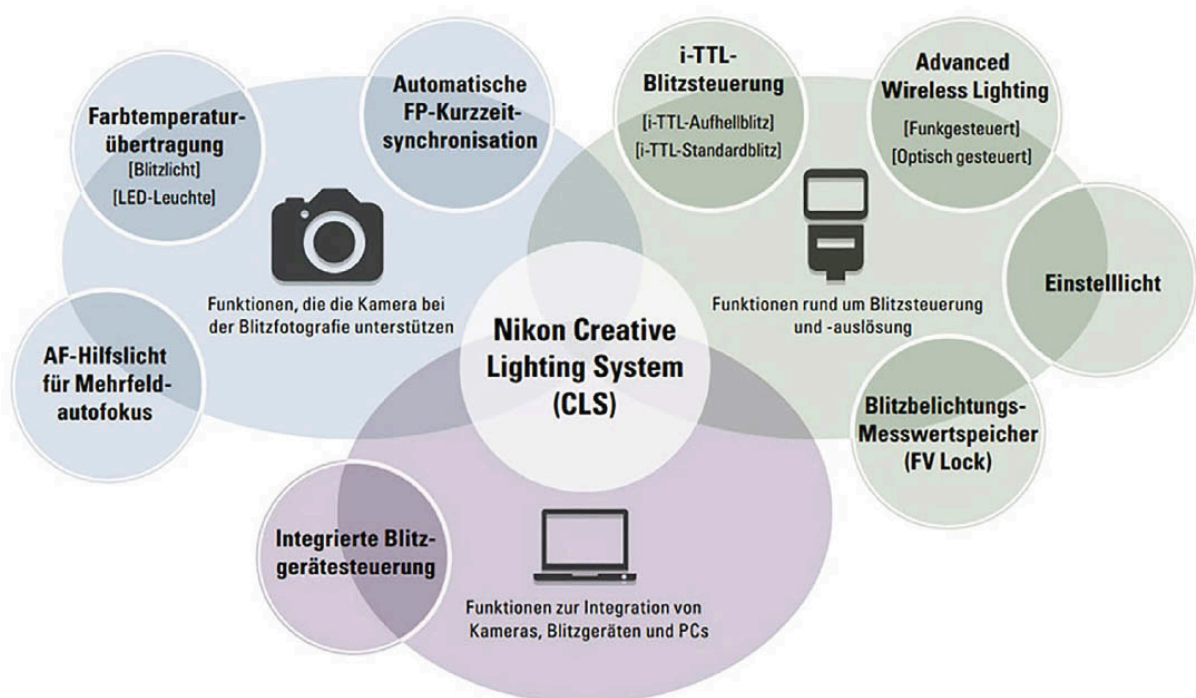 Farbtemperatur-
übertragung
[Blitzlicht]
[LED-Leuchte]
Automatische
FP-Kurzzeit-
synchronisation
Funktionen, die die Kamera bei
der Blitzfotografie unterstützen
AF-Hilfslicht
für Mehrfeld-
autofokus
i-TTL-
Blitzsteuerung
[i-TTL-Aufhellblitz]
[i-TTL-Standardblitz]
Advanced
Wireless Lighting
[Funkgesteuert]
[Optisch gesteuert]
Einstelllicht
Funktionen rund um Blitzsteuerung
und -auslösung
Blitzbelichtungs-
Messwertspeicher
(FV Lock)
Nikon Creative
Lighting System
(CLS)
Integrierte Blitz-
gerätesteuerung
Funktionen zur Integration von
Kameras, Blitzgeräten und PCs